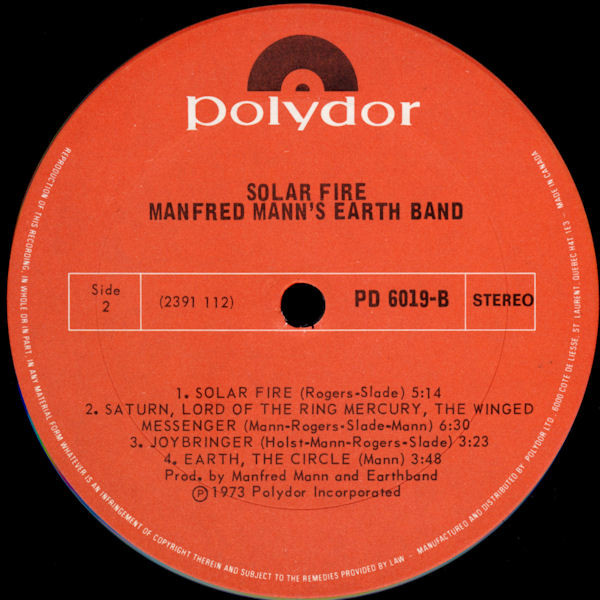 polydor
SOLAR FIRE
MANFRED MANN'S EARTH BAND
Side
2
(2391 112)
PD 6019-B
STEREO
1. SOLAR FIRE (Rogers-Slade) 5:14
2. SATURN, LORD OF THE RING MERCURY, THE WINGED
MESSENGER (Mann-Rogers-Slade-Mann) 6:30
3. JOYBRINGER (Holst-Mann-Rogers-Slade) 3:23
4. EARTH, THE CIRCLE (Mann) 3:48
Prod. by Manfred Mann and Earthband
Ⓟ 1973 Polydor Incorporated
REPRODUCTION OF THIS RECORDING, IN WHOLE OR IN PART, IN ANY MATERIAL FORM WHATEVER IS AN INFRINGEMENT OF COPYRIGHT THEREIN AND SUBJECT TO THE REMEDIES PROVIDED BY LAW - MANUFACTURED AND DISTRIBUTED BY POLYDOR LTD. 6000 COTE DE LIESSE, ST. LAURENT, QUEBEC H4T 1E3 - MADE IN CANADA